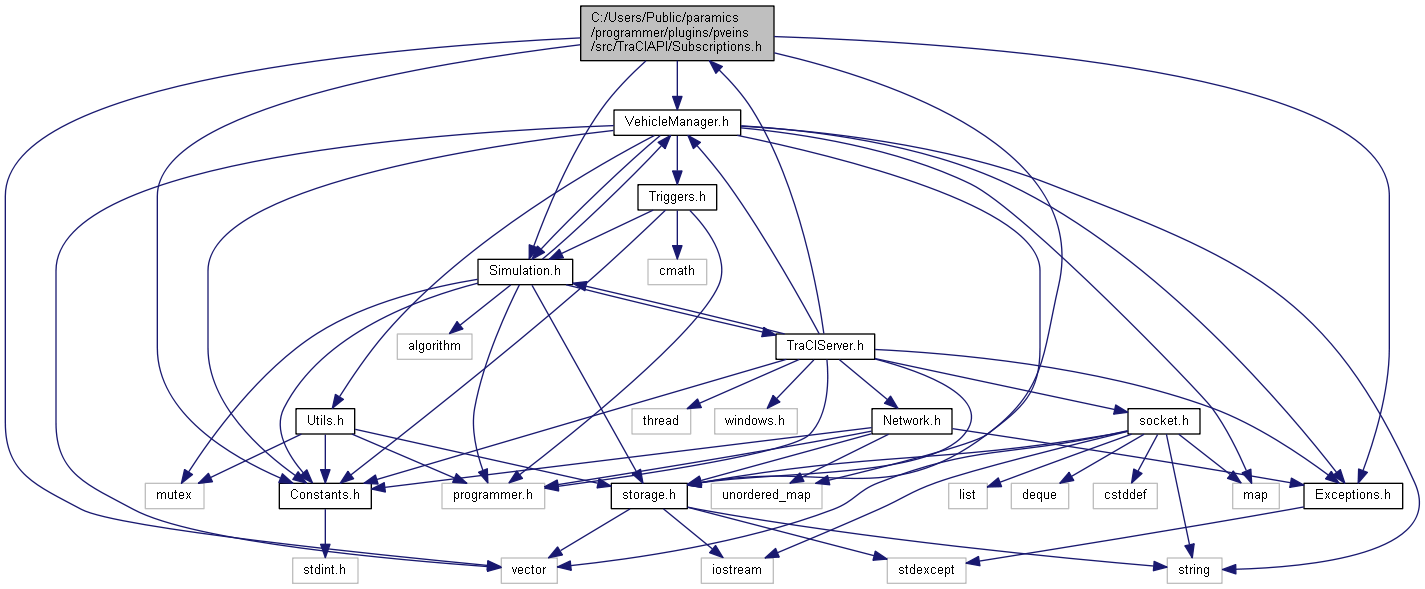 C:/Users/Public/paramics
/programmer/plugins/pveins
/src/TraCIAPI/Subscriptions.h
VehicleManager.h
Triggers.h
Simulation.h
cmath
algorithm
TraCIServer.h
Utils.h
thread
windows.h
Network.h
socket.h
mutex
Constants.h
programmer.h
storage.h
unordered_map
list
deque
cstddef
map
Exceptions.h
stdint.h
vector
iostream
stdexcept
string